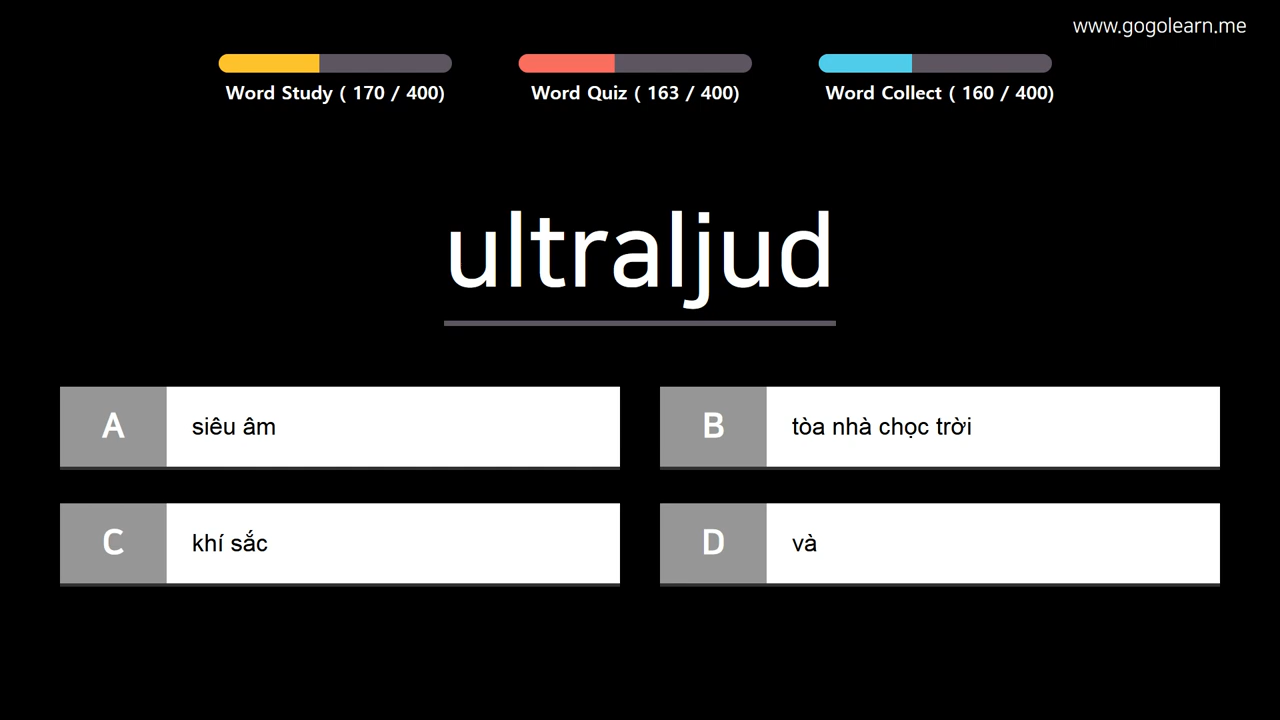 www.gogolearn.me
Word Study ( 170 / 400)
Word Quiz ( 163 / 400)
Word Collect ( 160 / 400)
ultraljud
A siêu âm
B tòa nhà chọc trời
C khí sắc
D và